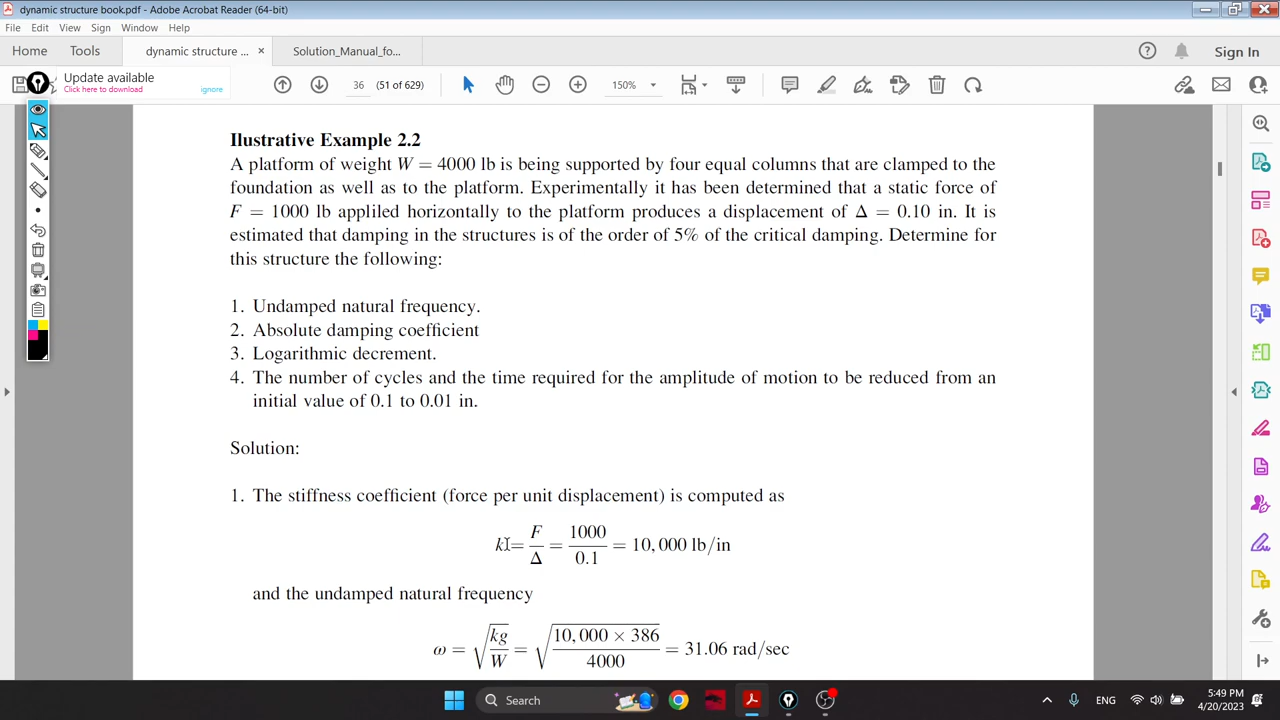 dynamic structure book.pdf - Adobe Acrobat Reader (64-bit)
File Edit View Sign Window Help
Home Tools dynamic structure ... × Solution_Manual_fo... Sign In
Update available
Click here to download ignore
36 (51 of 629) 150%
Ilustrative Example 2.2
A platform of weight W = 4000 lb is being supported by four equal columns that are clamped to the
foundation as well as to the platform. Experimentally it has been determined that a static force of
F = 1000 lb appliled horizontally to the platform produces a displacement of Δ = 0.10 in. It is
estimated that damping in the structures is of the order of 5% of the critical damping. Determine for
this structure the following:
1. Undamped natural frequency.
2. Absolute damping coefficient
3. Logarithmic decrement.
4. The number of cycles and the time required for the amplitude of motion to be reduced from an
initial value of 0.1 to 0.01 in.
Solution:
1. The stiffness coefficient (force per unit displacement) is computed as
k = F/Δ = 1000/0.1 = 10,000 lb/in
and the undamped natural frequency
ω = √(kg/W) = √(10,000 × 386/4000) = 31.06 rad/sec
Search ENG 5:49 PM
4/20/2023